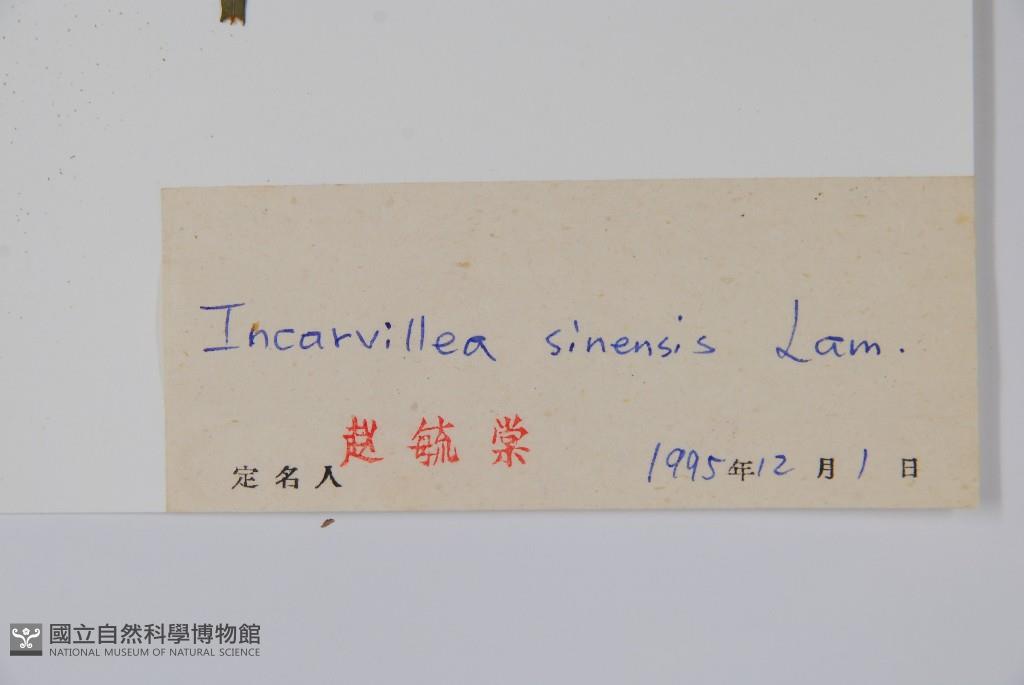 Incarvillea sinensis Lam.
定名人 赵毓棠 1995年12月1日
國立自然科學博物館
NATIONAL MUSEUM OF NATURAL SCIENCE